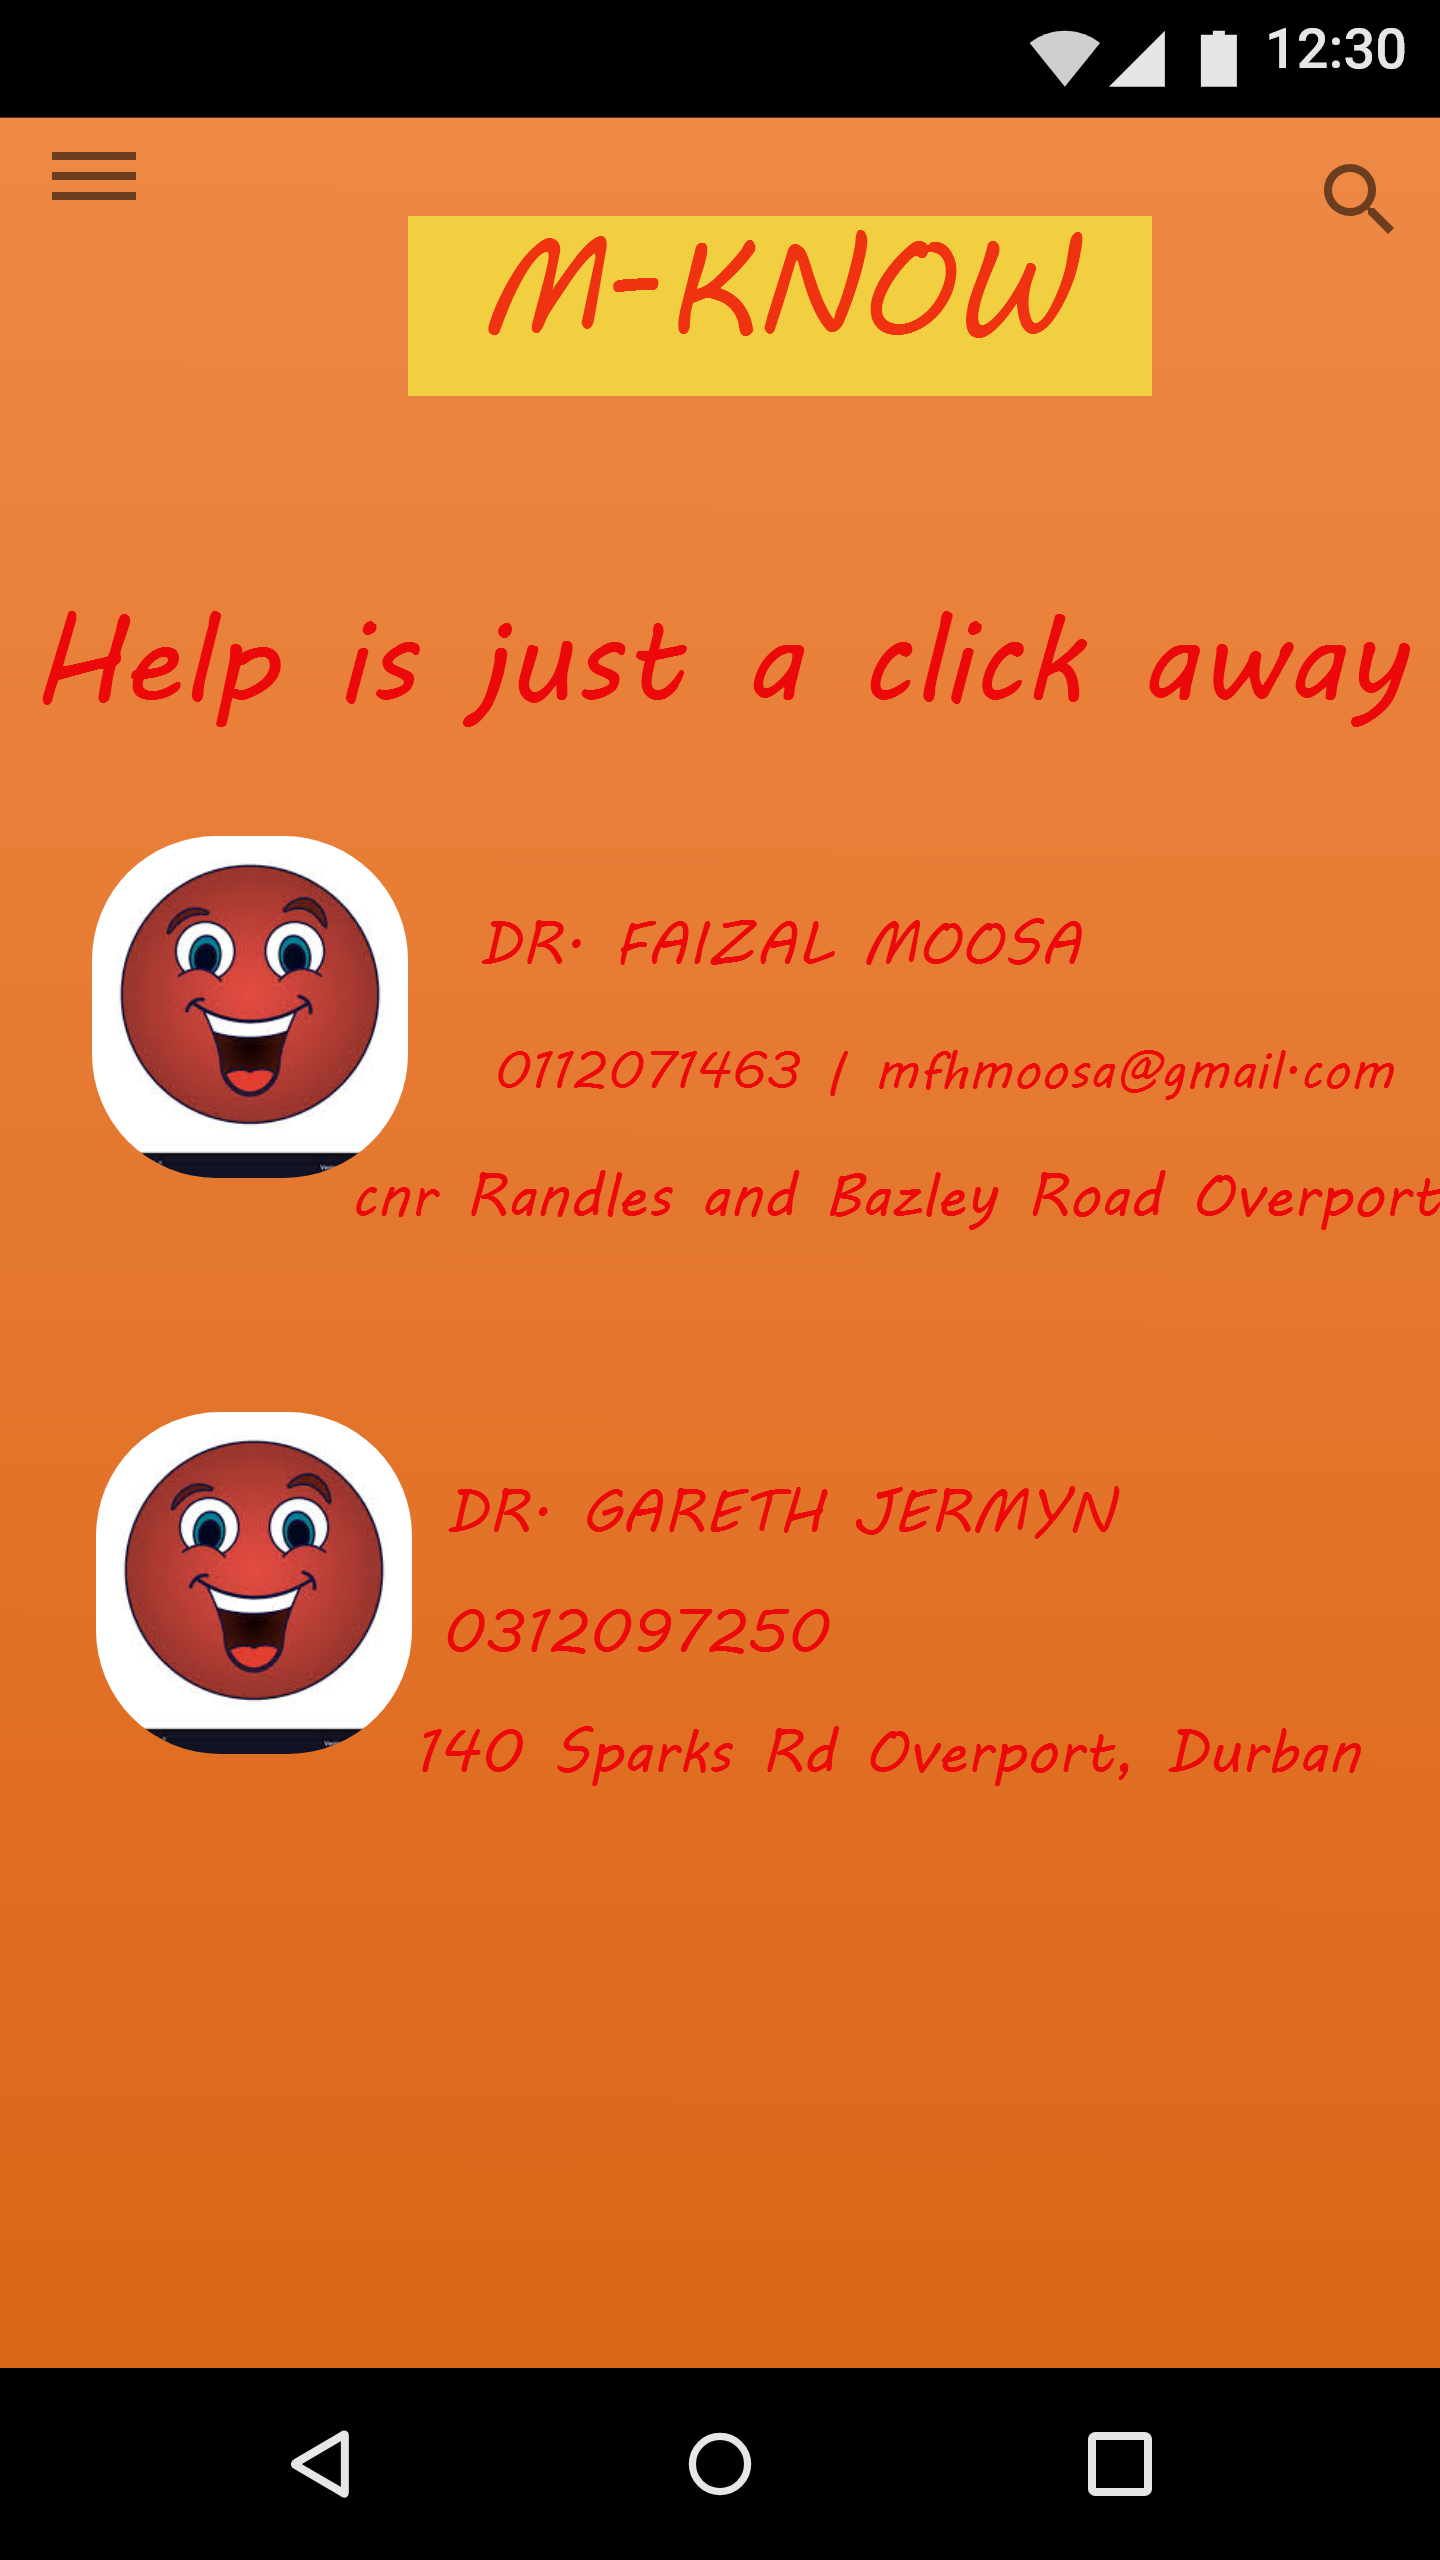 12:30
M-KNOW
Help is just a click away
DR. FAIZAL MOOSA
0112071463 | mfhmoosa@gmail.com
cnr Randles and Bazley Road Overport
DR. GARETH JERMYN
0312097250
140 Sparks Rd Overport, Durban